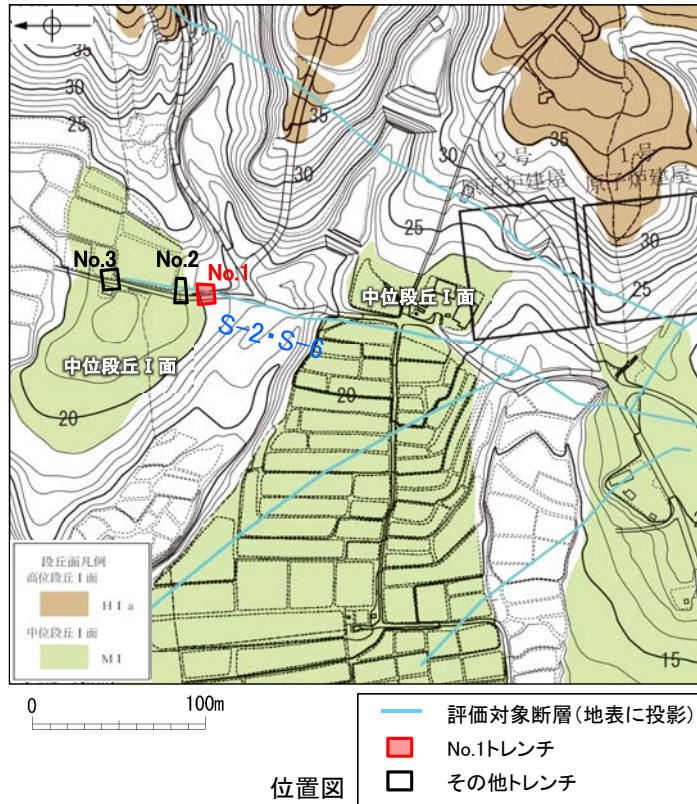 35
35
30
35
30
25
30
35
2号
原子炉建屋
1号
原子炉建屋
25
30
25
No.3
No.2
No.1
S-2・S-6
中位段丘Ⅰ面
中位段丘Ⅰ面
20
20
15
段丘面凡例
高位段丘Ⅰ面
HⅠa
中位段丘Ⅰ面
MⅠ
0 100m
評価対象断層(地表に投影)
No.1トレンチ
その他トレンチ
位置図